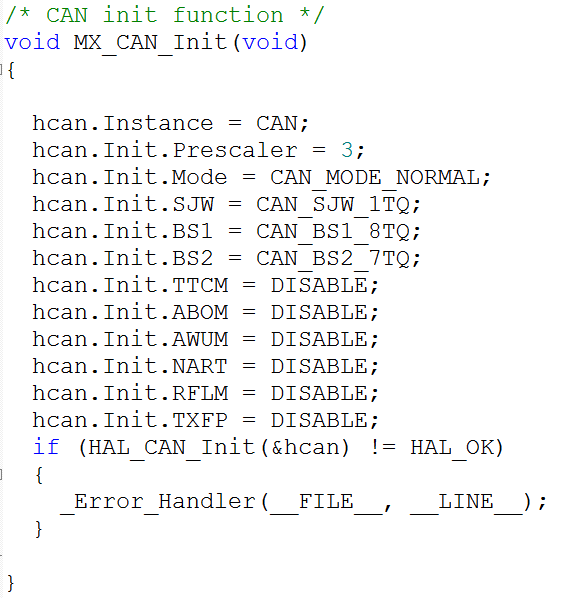 /* CAN init function */
void MX_CAN_Init(void)
{
hcan.Instance = CAN;
hcan.Init.Prescaler = 3;
hcan.Init.Mode = CAN_MODE_NORMAL;
hcan.Init.SJW = CAN_SJW_1TQ;
hcan.Init.BS1 = CAN_BS1_8TQ;
hcan.Init.BS2 = CAN_BS2_7TQ;
hcan.Init.TTCM = DISABLE;
hcan.Init.ABOM = DISABLE;
hcan.Init.AWUM = DISABLE;
hcan.Init.NART = DISABLE;
hcan.Init.RFLM = DISABLE;
hcan.Init.TXFP = DISABLE;
if (HAL_CAN_Init(&hcan) != HAL_OK)
{
_Error_Handler(__FILE__, __LINE__);
}
}